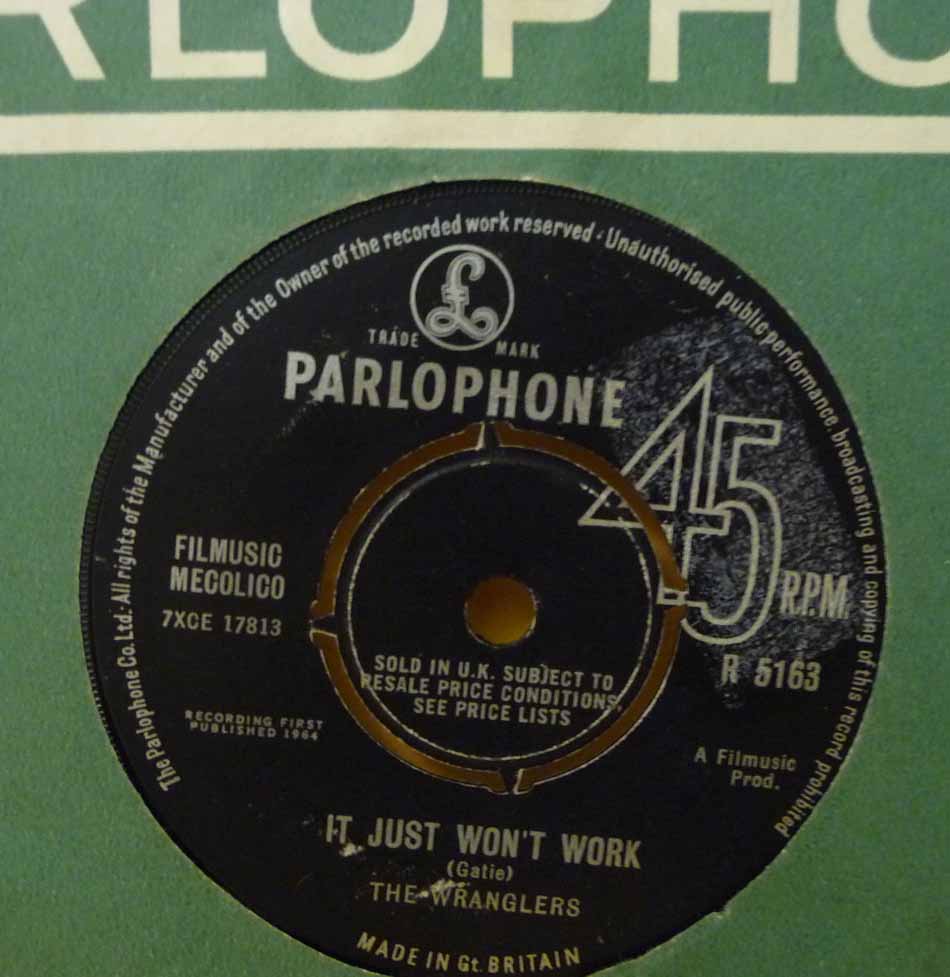 RLOPHO
The Parlophone Co. Ltd. · All rights of the Manufacturer and of the Owner of the recorded work reserved · Unauthorised public performance, broadcasting and copying of this record prohibited
£
TRADE MARK
PARLOPHONE
45
R.P.M.
FILMUSIC
MECOLICO
7XCE 17813
SOLD IN U.K. SUBJECT TO
RESALE PRICE CONDITIONS,
SEE PRICE LISTS
R 5163
RECORDING FIRST
PUBLISHED 1964
A Filmusic
Prod.
IT JUST WON'T WORK
(Gatie)
THE WRANGLERS
MADE IN Gt. BRITAIN